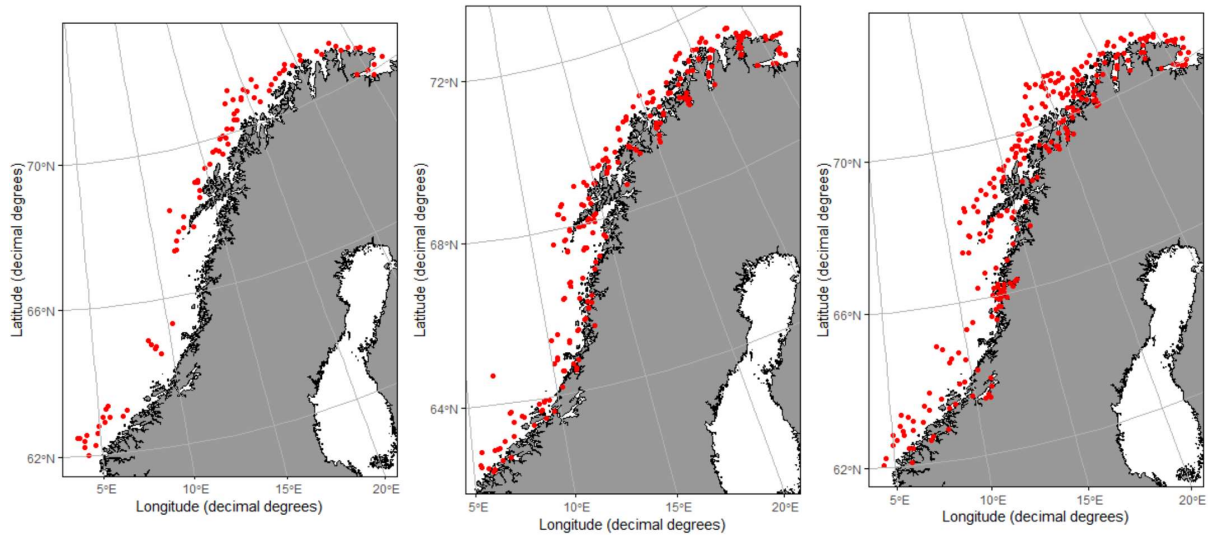 Latitude (decimal degrees)
70°N
66°N
62°N
5°E 10°E 15°E 20°E
Longitude (decimal degrees)
Latitude (decimal degrees)
72°N
68°N
64°N
5°E 10°E 15°E 20°E
Longitude (decimal degrees)
Latitude (decimal degrees)
70°N
66°N
62°N
5°E 10°E 15°E 20°E
Longitude (decimal degrees)